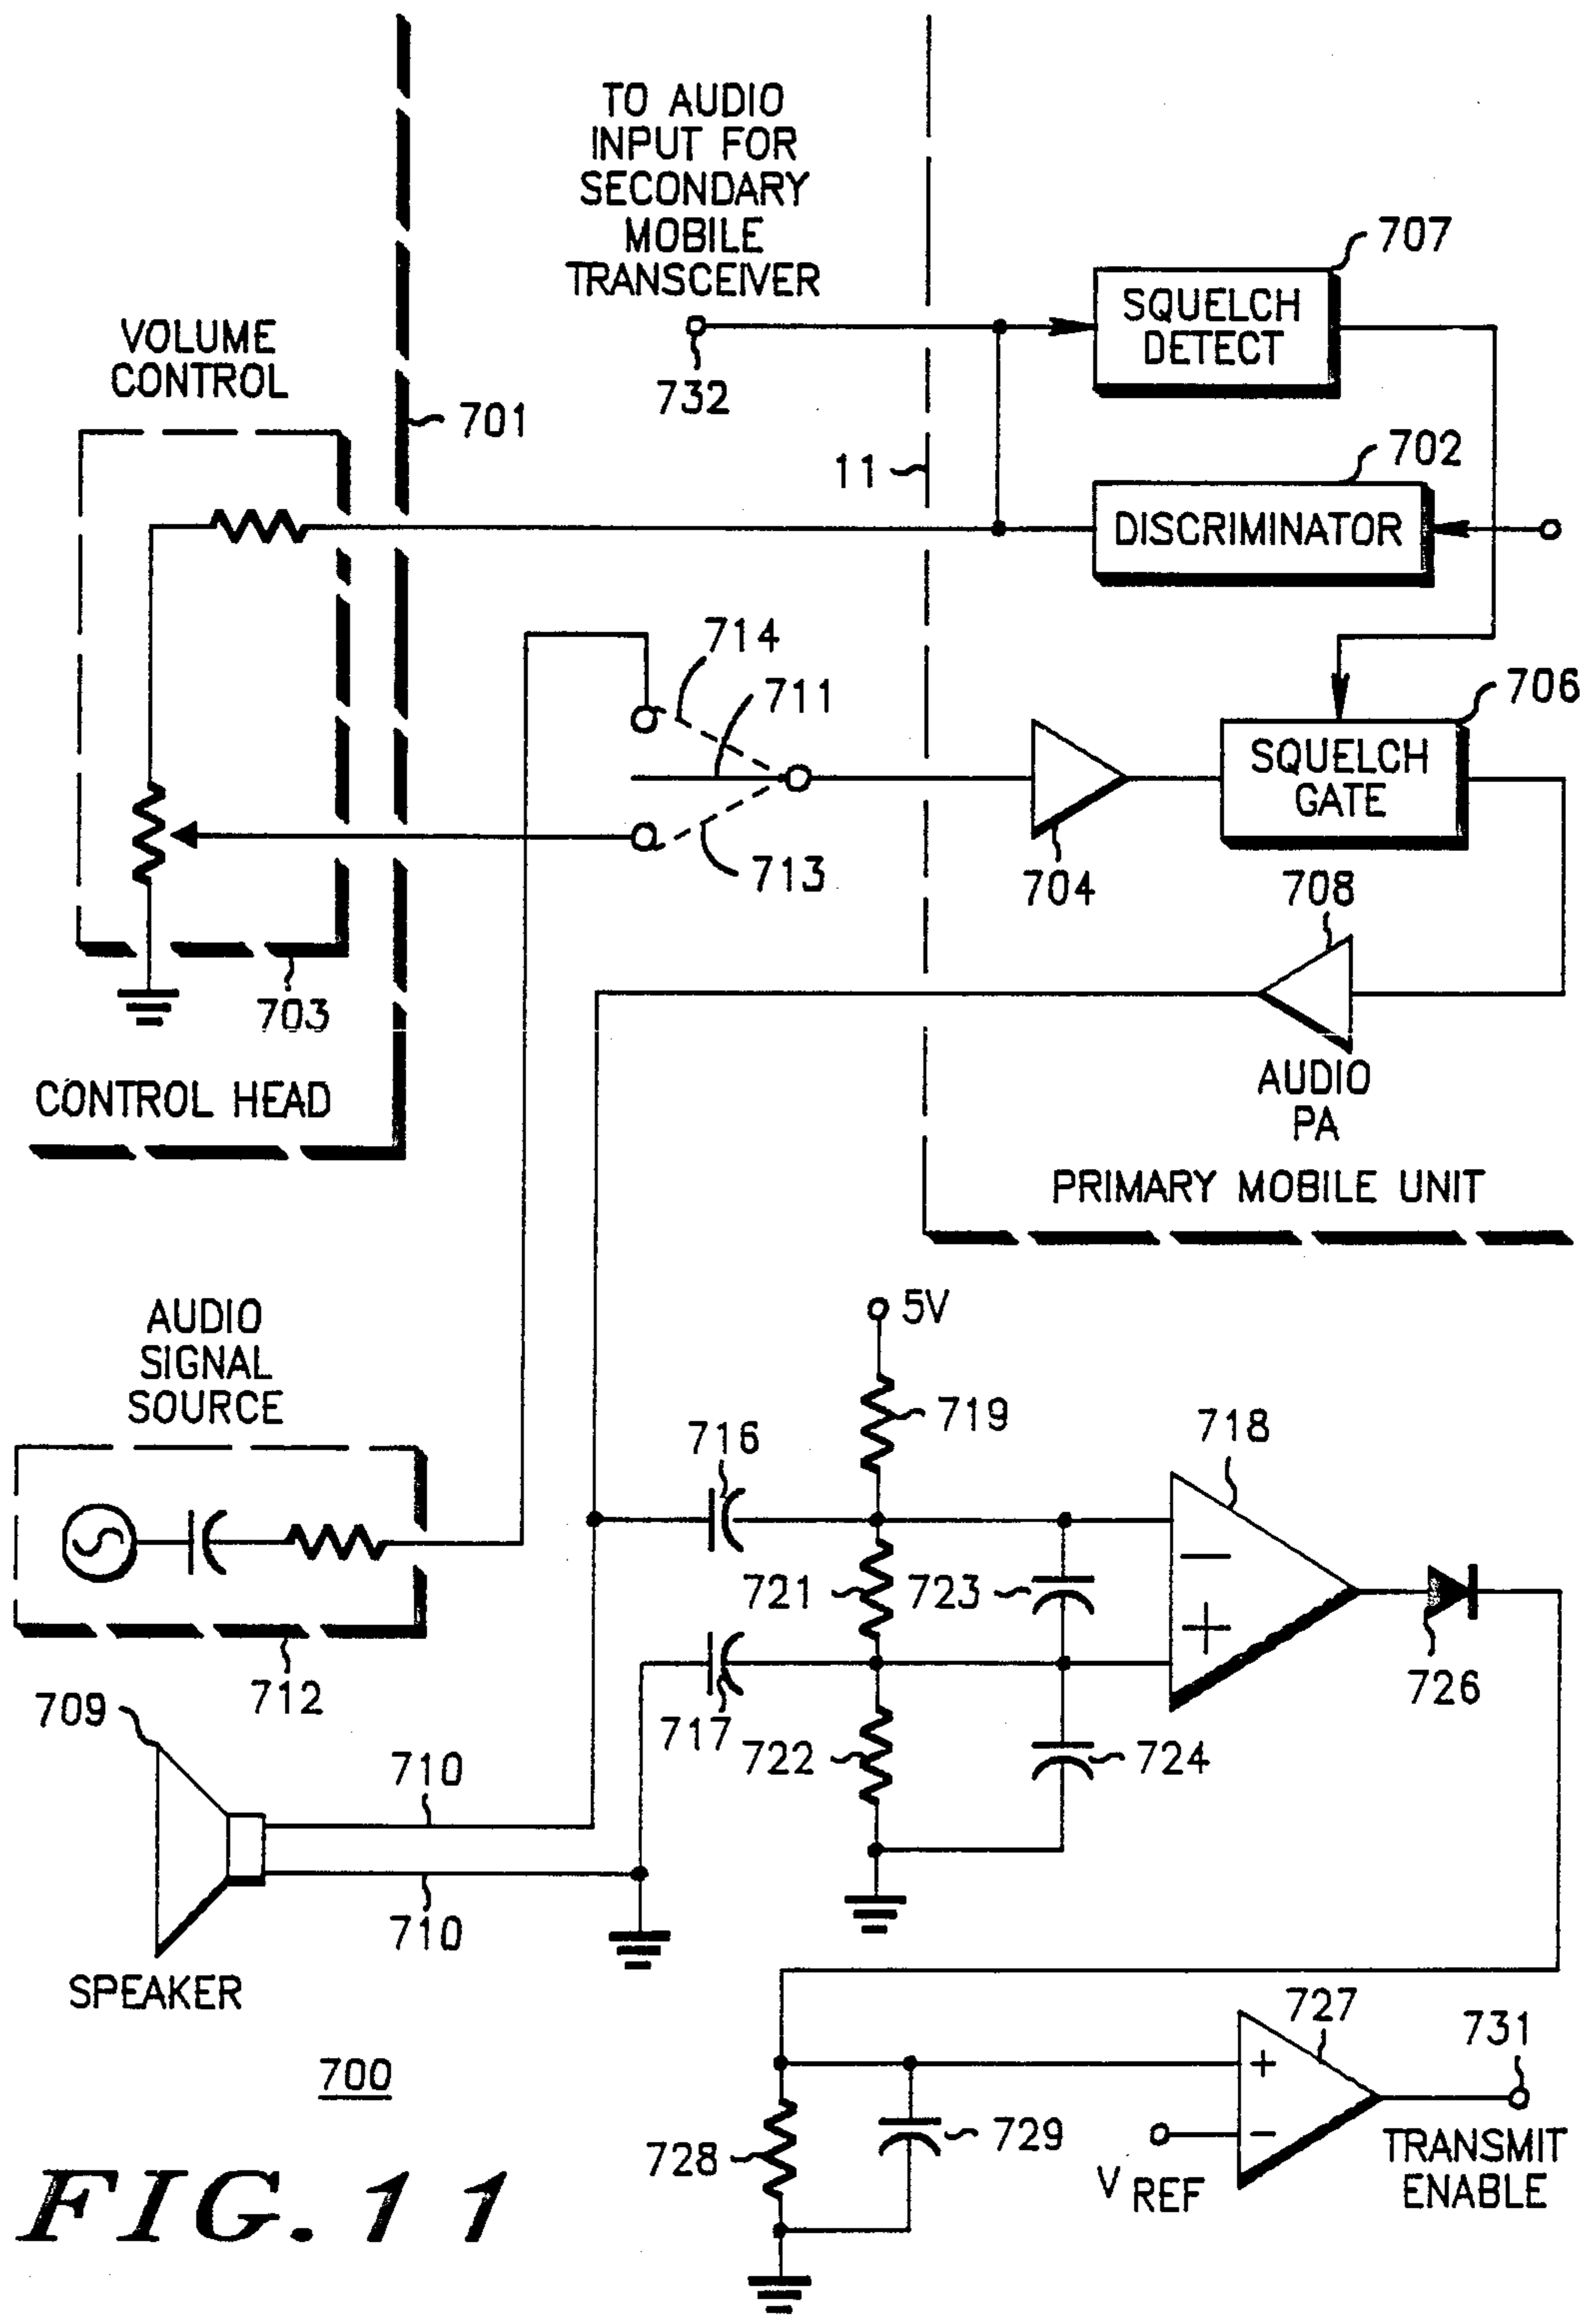 TO AUDIO
INPUT FOR
SECONDARY
MOBILE
TRANSCEIVER
732
707
SQUELCH
DETECT
VOLUME
CONTROL
701
11
702
DISCRIMINATOR
714
711
713
706
SQUELCH
GATE
704
708
703
AUDIO
PA
CONTROL HEAD
PRIMARY MOBILE UNIT
AUDIO
SIGNAL
SOURCE
712
5V
719
716
718
721
723
717
722
724
726
709
710
710
SPEAKER
727
731
+
−
+
−
728
729
V REF
TRANSMIT
ENABLE
700
FIG. 11